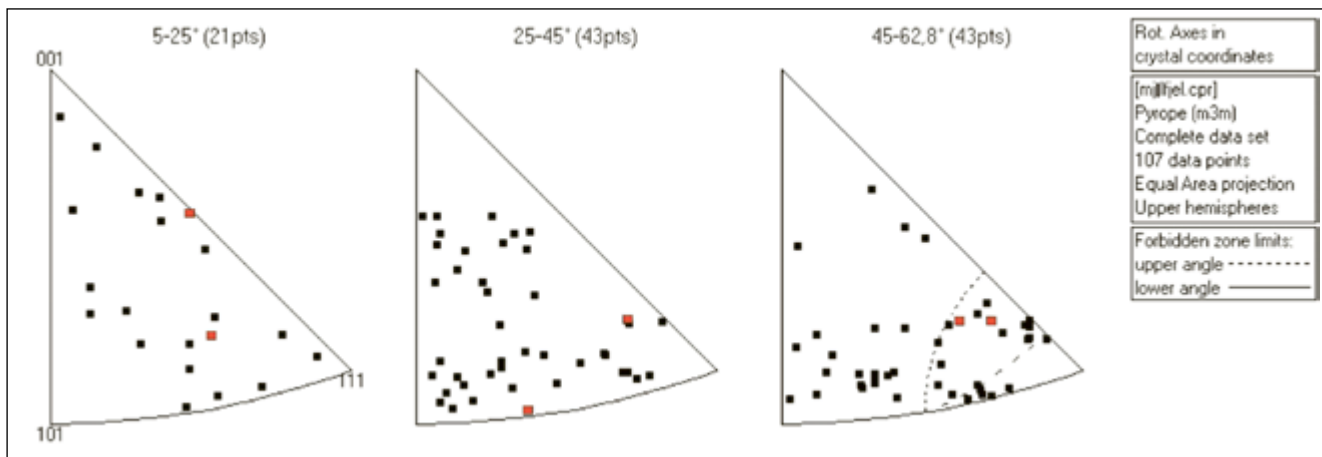 5-25° (21pts)
25-45° (43pts)
45-62,8° (43pts)
001
111
101
Rot. Axes in
crystal coordinates
Pyrope (m3m)
Complete data set
107 data points
Equal Area projection
Upper hemispheres
Forbidden zone limits:
upper angle
lower angle